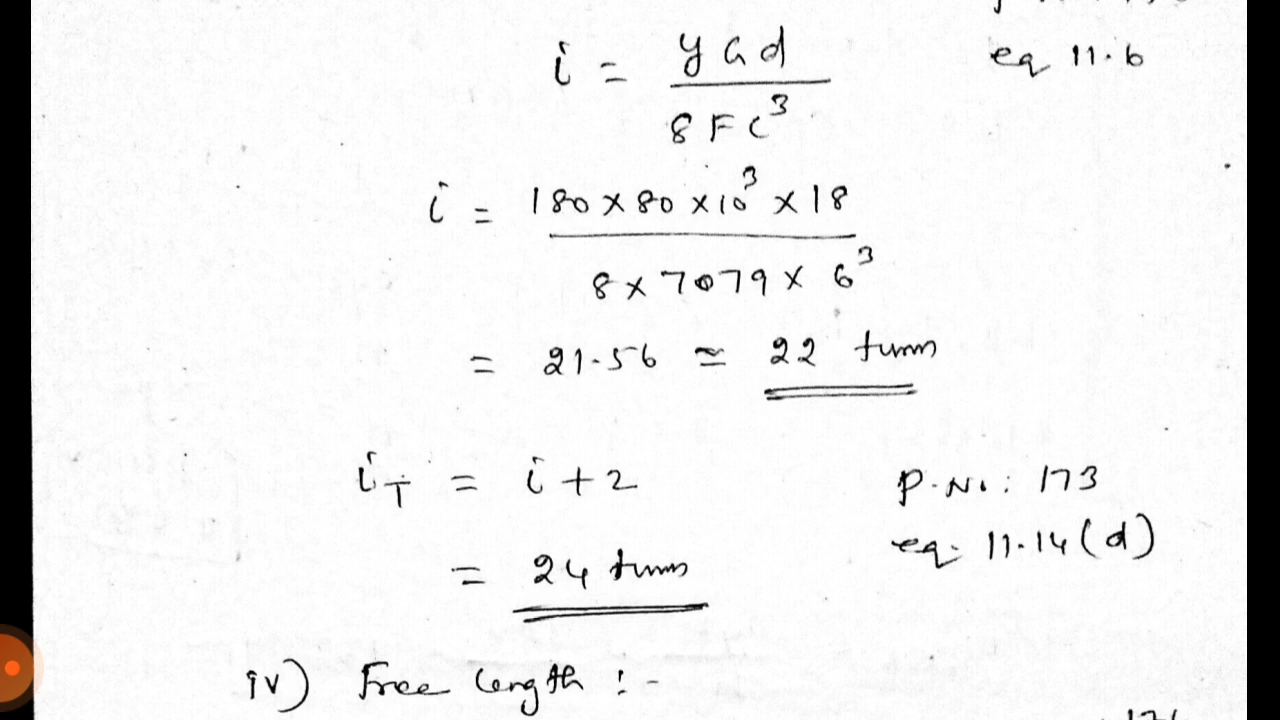 i = yGd / 8FC³ eq 11.6
i = 180 × 80 × 10³ × 18 / 8 × 7079 × 6³
= 21.56 ≈ 22 turns
i_T = i + 2 P.No: 173
= 24 turns eq. 11.14(d)
iv) Free length :-